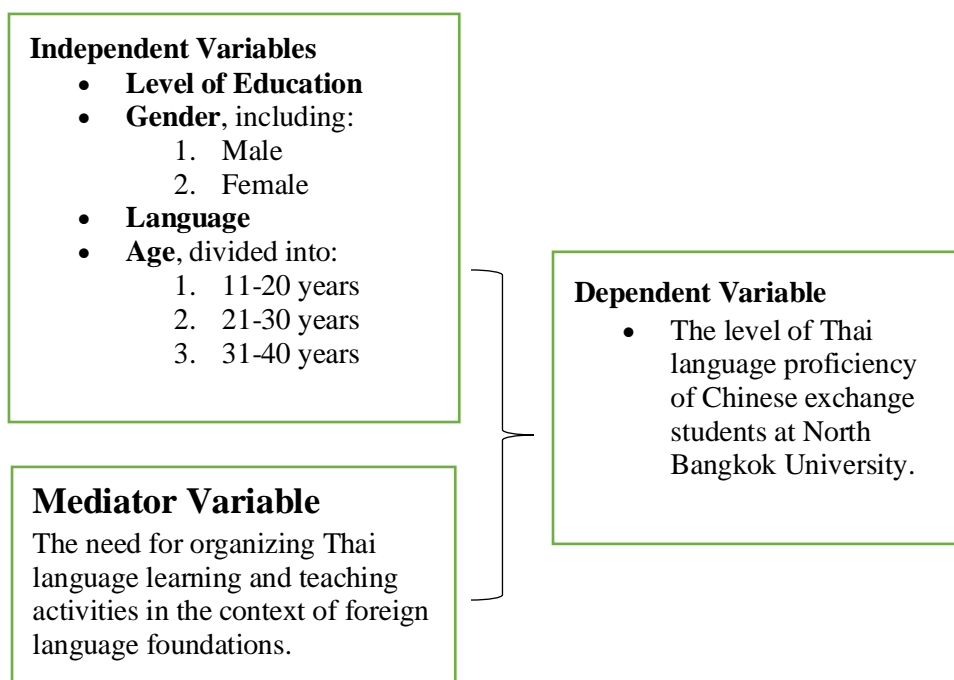 Independent Variables
• Level of Education
• Gender, including:
1. Male
2. Female
• Language
• Age, divided into:
1. 11-20 years
2. 21-30 years
3. 31-40 years
Mediator Variable
The need for organizing Thai
language learning and teaching
activities in the context of foreign
language foundations.
Dependent Variable
• The level of Thai
language proficiency
of Chinese exchange
students at North
Bangkok University.